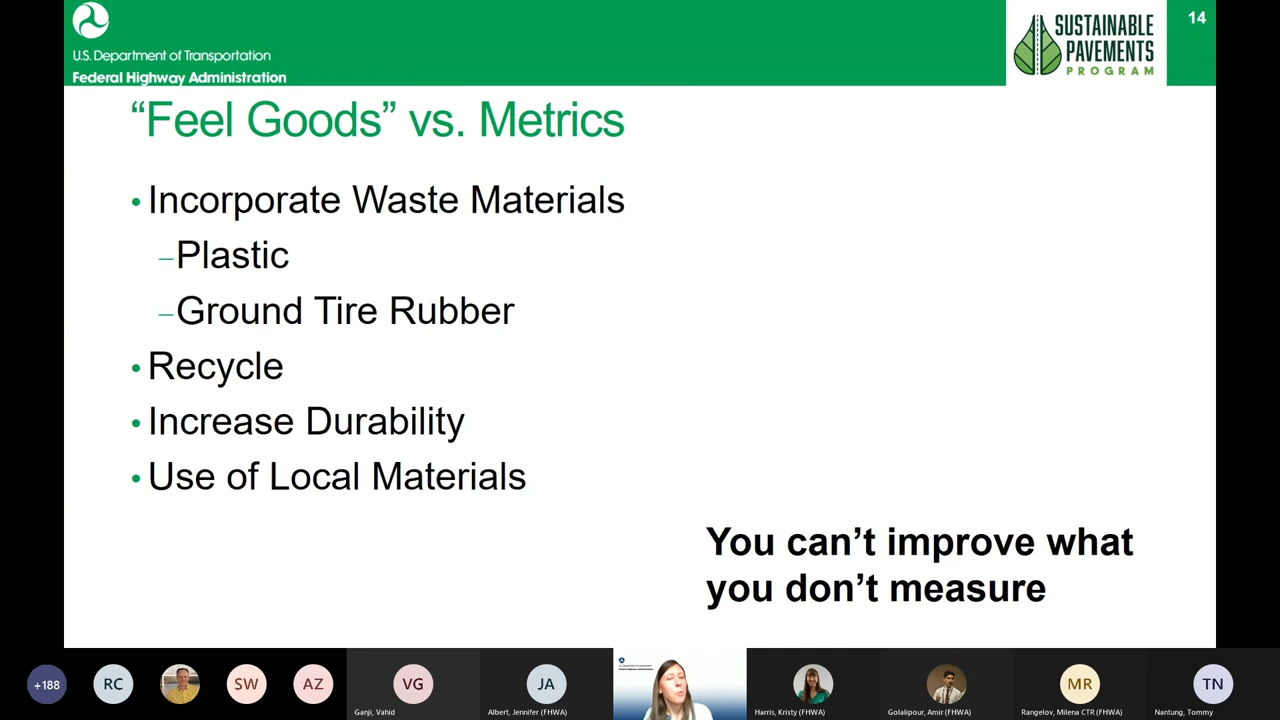 U.S. Department of Transportation
Federal Highway Administration
SUSTAINABLE
PAVEMENTS
PROGRAM
14
“Feel Goods” vs. Metrics
• Incorporate Waste Materials
–Plastic
–Ground Tire Rubber
• Recycle
• Increase Durability
• Use of Local Materials
You can’t improve what
you don’t measure
+188
RC
SW
AZ
VG
JA
MR
TN
Ganji, Vahid
Albert, Jennifer (FHWA)
Harris, Kristy (FHWA)
Golalipour, Amir (FHWA)
Rangelov, Milena CTR (FHWA)
Nantung, Tommy